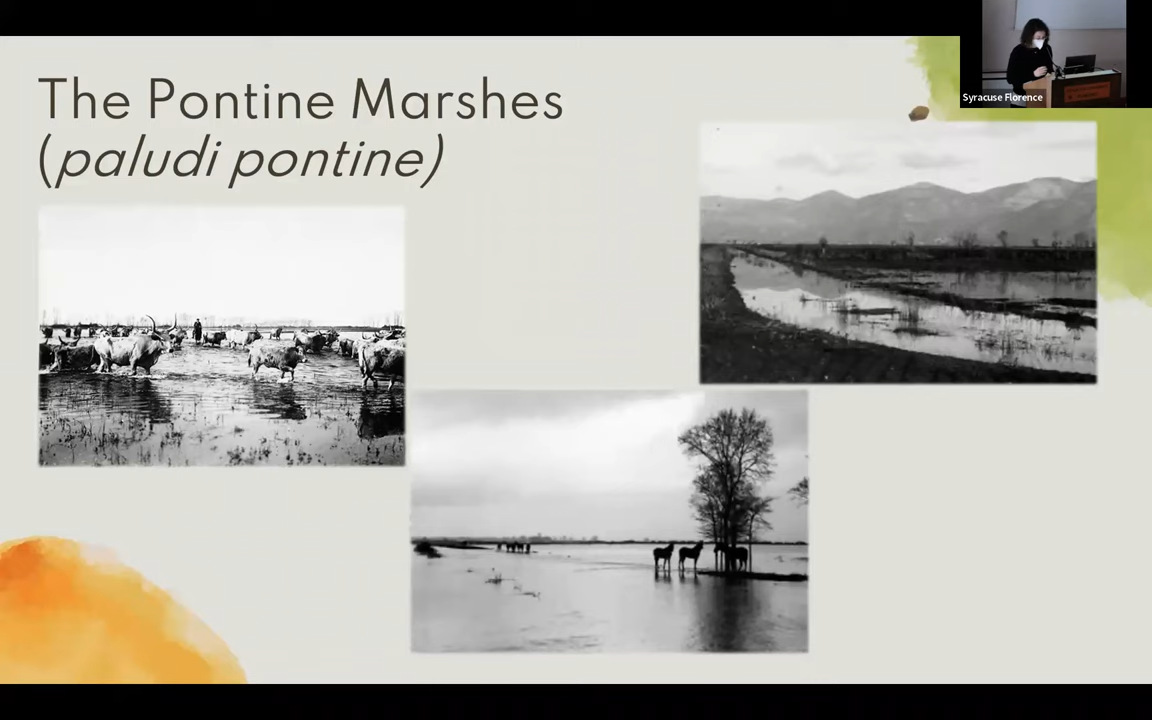 The Pontine Marshes
(paludi pontine)
Syracuse Florence